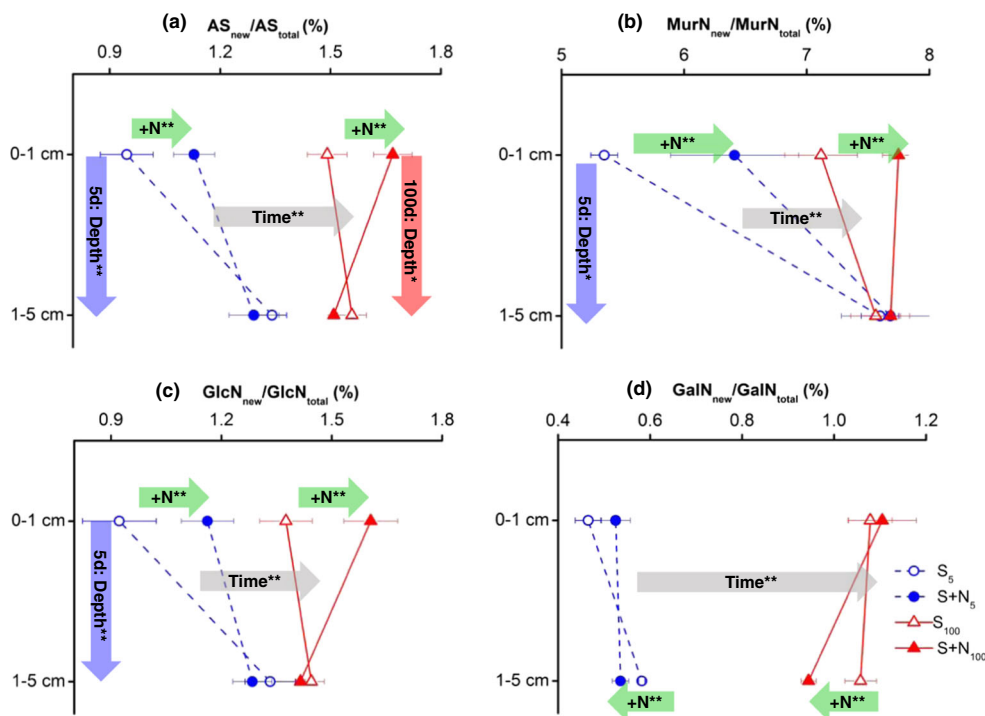 (a) AS_new/AS_total (%)
0.9 1.2 1.5 1.8
+N** +N**
0-1 cm
5d: Depth**
Time**
100d: Depth*
1-5 cm
(b) MurN_new/MurN_total (%)
5 6 7 8
+N** +N**
0-1 cm
5d: Depth*
Time**
1-5 cm
(c) GlcN_new/GlcN_total (%)
0.9 1.2 1.5 1.8
+N** +N**
0-1 cm
5d: Depth**
Time**
1-5 cm
(d) GalN_new/GalN_total (%)
0.4 0.6 0.8 1.0 1.2
0-1 cm
Time**
1-5 cm
+N** +N**
S_5
S+N_5
S_100
S+N_100